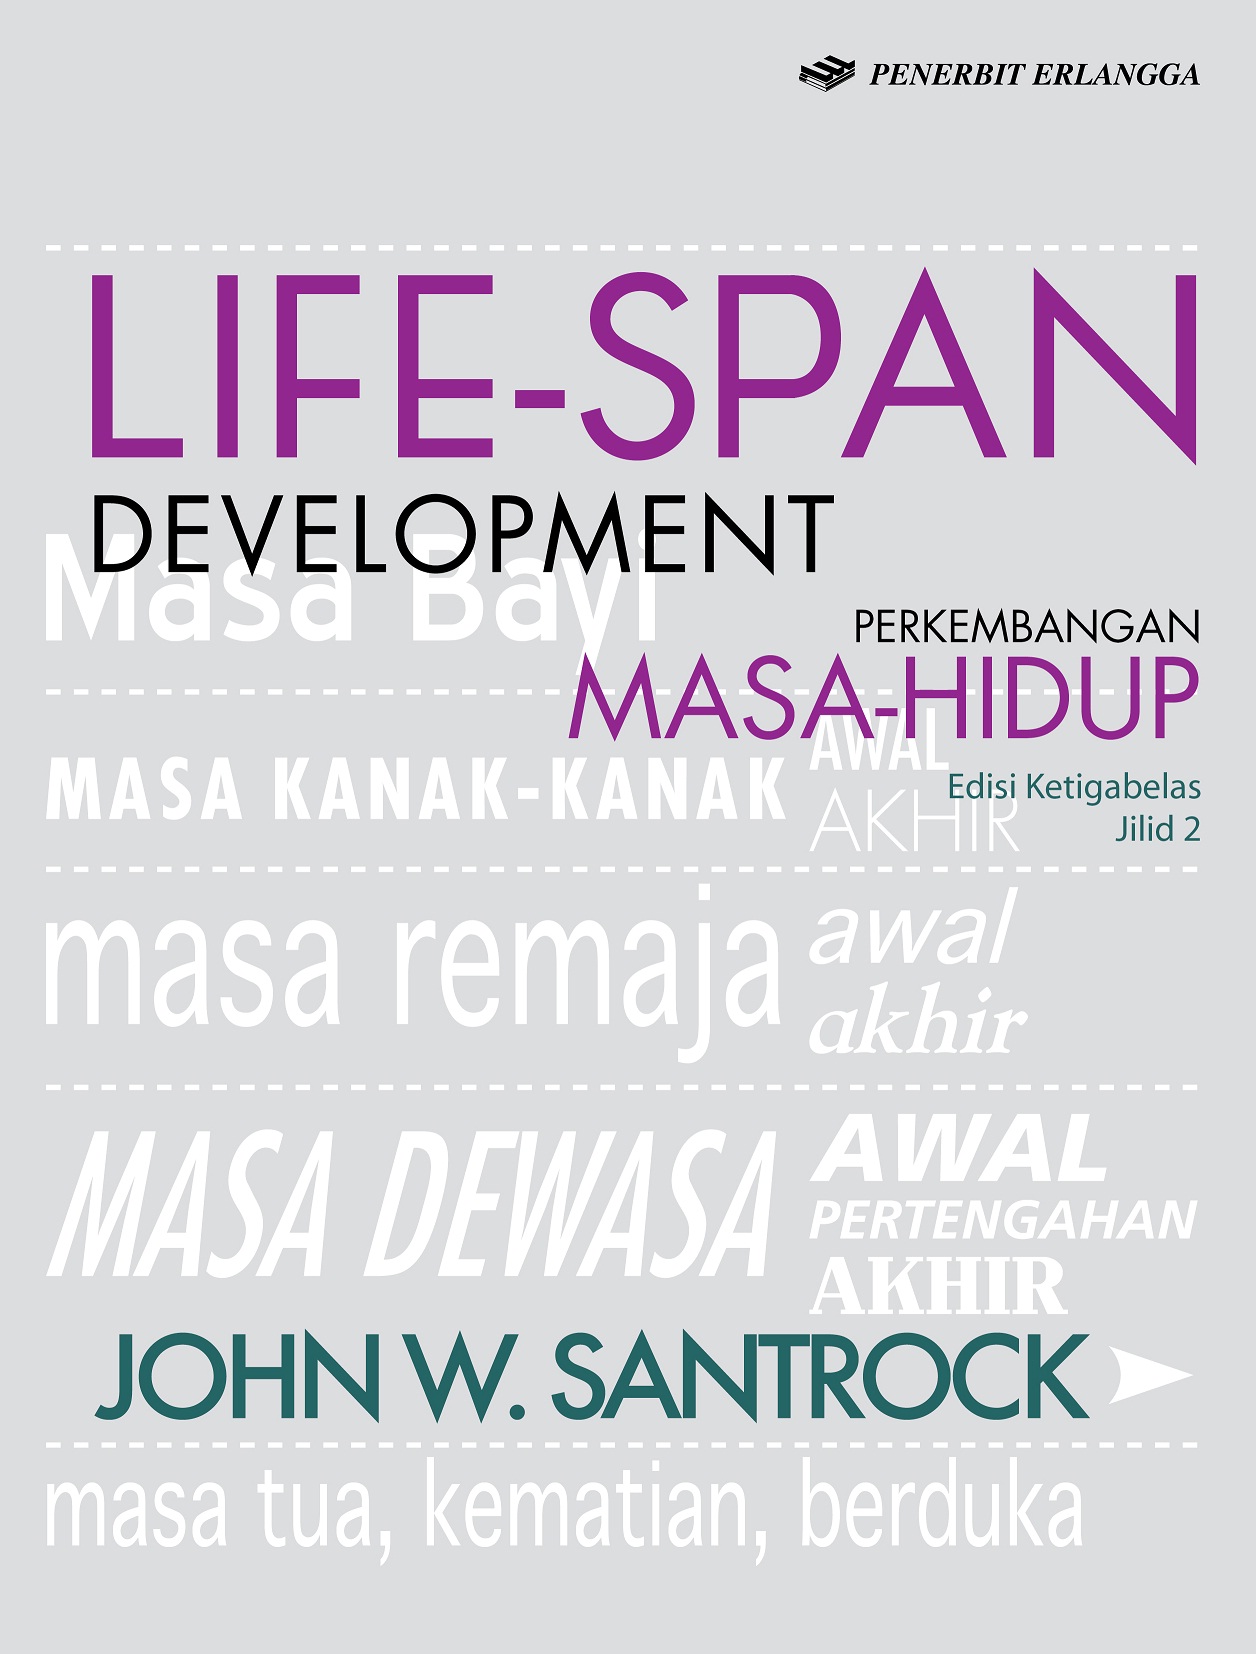 PENERBIT ERLANGGA
LIFE-SPAN
DEVELOPMENT
Masa Bayi
PERKEMBANGAN
MASA-HIDUP
MASA KANAK-KANAK
AWAL
AKHIR
Edisi Ketigabelas
Jilid 2
masa remaja
awal
akhir
MASA DEWASA
AWAL
PERTENGAHAN
AKHIR
JOHN W. SANTROCK
masa tua, kematian, berduka